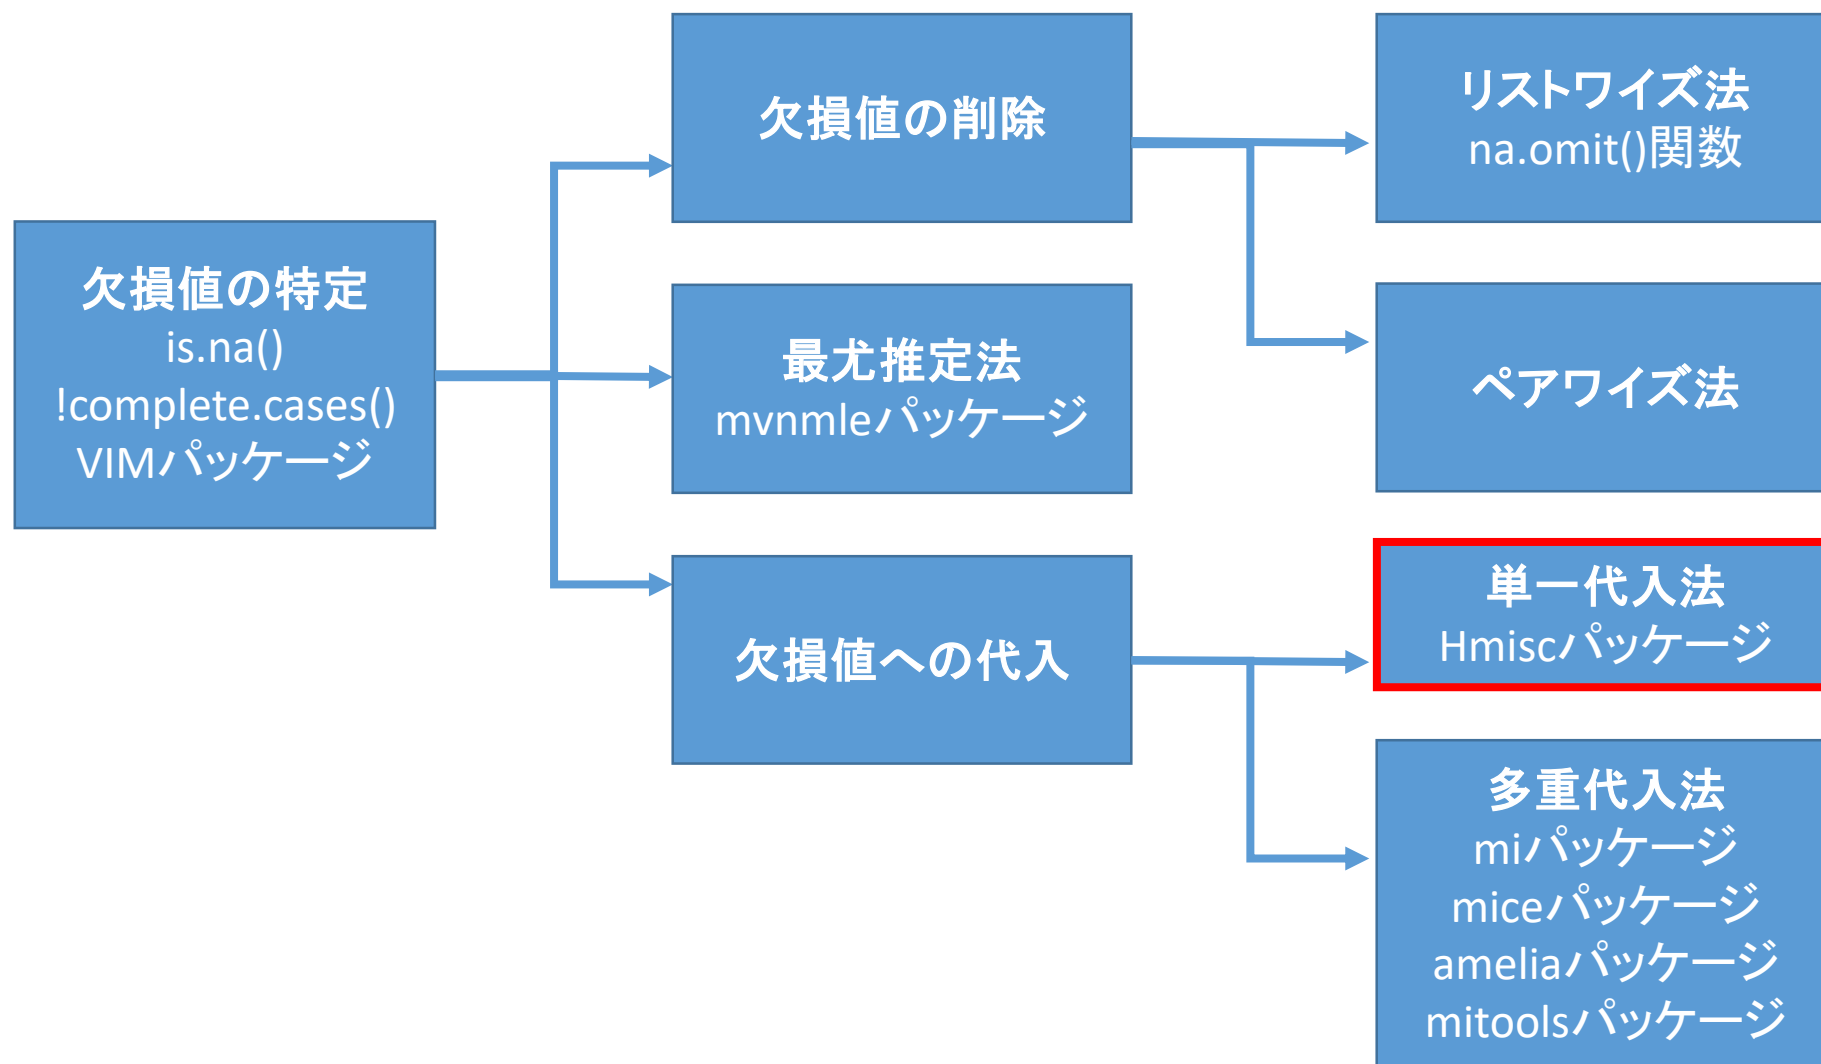 欠損値の特定
is.na()
!complete.cases()
VIMパッケージ
欠損値の削除
最尤推定法
mvnmleパッケージ
欠損値への代入
リストワイズ法
na.omit()関数
ペアワイズ法
単一代入法
Hmiscパッケージ
多重代入法
miパッケージ
miceパッケージ
ameliaパッケージ
mitoolsパッケージ